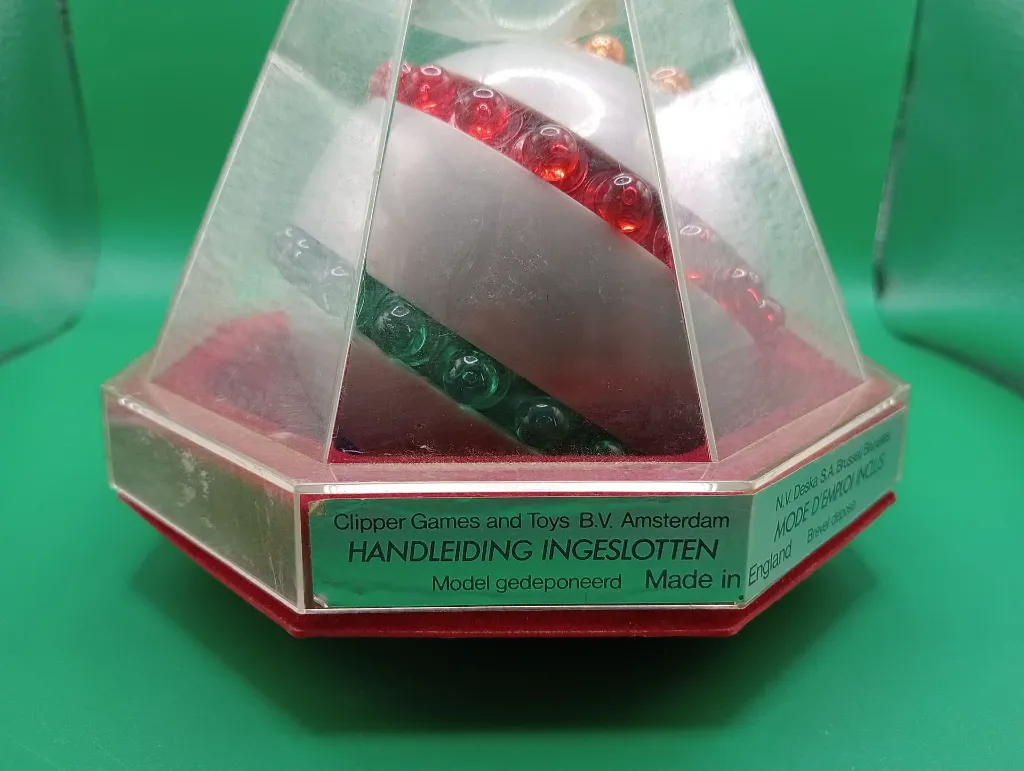 Clipper Games and Toys B.V. Amsterdam
HANDLEIDING INGESLOTTEN
Model gedeponeerd Made in England
N.V. Deska S.A. Brussel/Bruxelles
MODE D'EMPLOI INCLUS
Brevet déposé